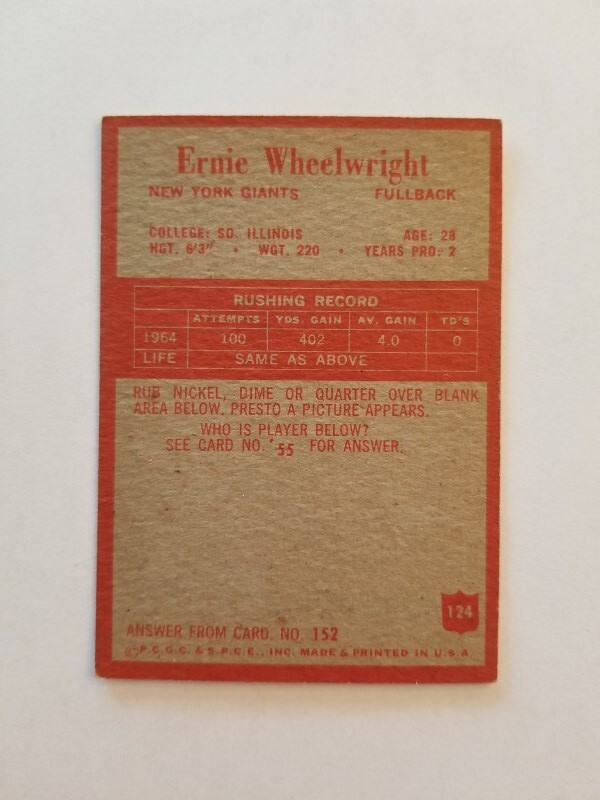 Ernie Wheelwright
NEW YORK GIANTS FULLBACK
COLLEGE: SO. ILLINOIS AGE: 28
HGT. 6'3" • WGT. 220 • YEARS PRO: 2
RUSHING RECORD
ATTEMPTS YDS. GAIN AV. GAIN TD'S
1964 100 402 4.0 0
LIFE SAME AS ABOVE
RUB NICKEL, DIME OR QUARTER OVER BLANK
AREA BELOW. PRESTO A PICTURE APPEARS.
WHO IS PLAYER BELOW?
SEE CARD NO. 55 FOR ANSWER.
124
ANSWER FROM CARD. NO. 152
© P.C.G.C. & S.P.C.E., INC. MADE & PRINTED IN U.S.A.